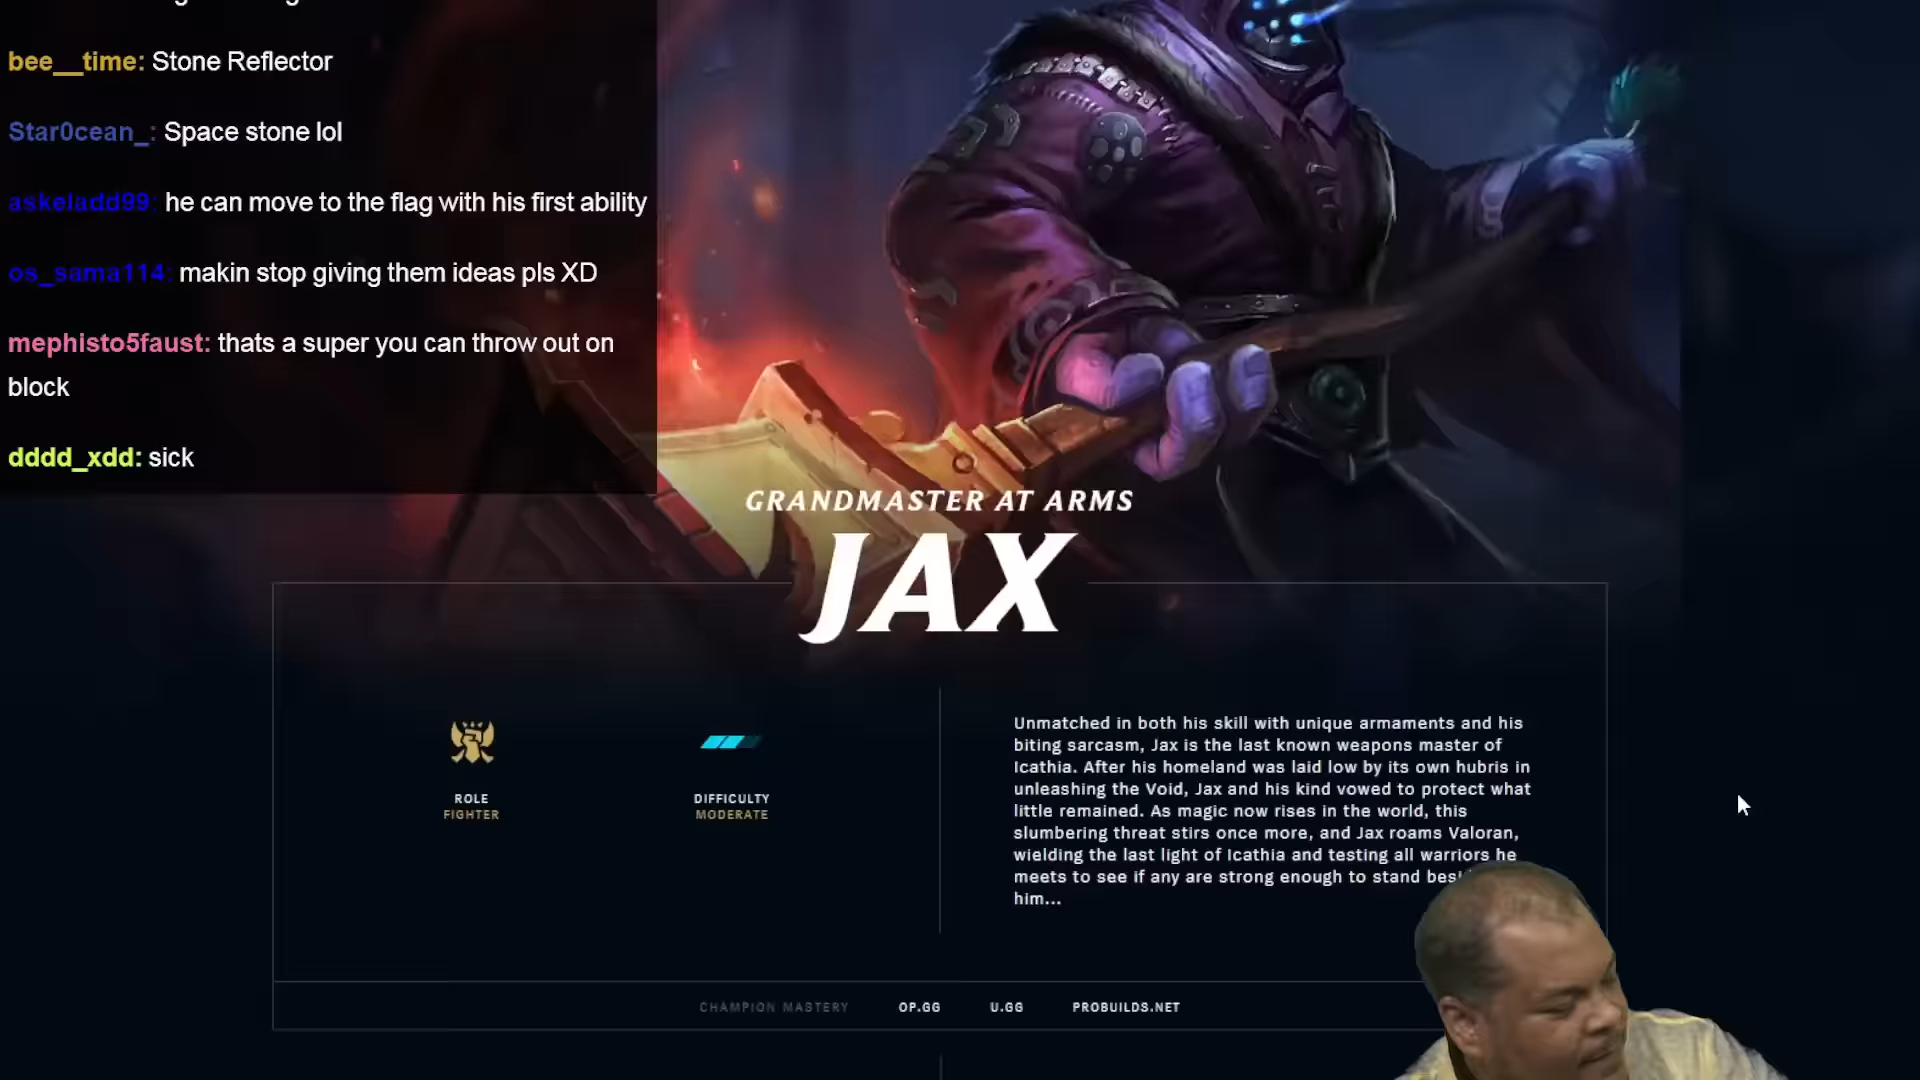 bee__time: Stone Reflector
Star0cean_: Space stone lol
askeladd99: he can move to the flag with his first ability
os_sama114: makin stop giving them ideas pls XD
mephisto5faust: thats a super you can throw out on
block
dddd_xdd: sick
GRANDMASTER AT ARMS
JAX
ROLE
FIGHTER
DIFFICULTY
MODERATE
Unmatched in both his skill with unique armaments and his
biting sarcasm, Jax is the last known weapons master of
Icathia. After his homeland was laid low by its own hubris in
unleashing the Void, Jax and his kind vowed to protect what
little remained. As magic now rises in the world, this
slumbering threat stirs once more, and Jax roams Valoran,
wielding the last light of Icathia and testing all warriors he
meets to see if any are strong enough to stand
him...
CHAMPION MASTERY
OP.GG
U.GG
PROBUILDS.NET